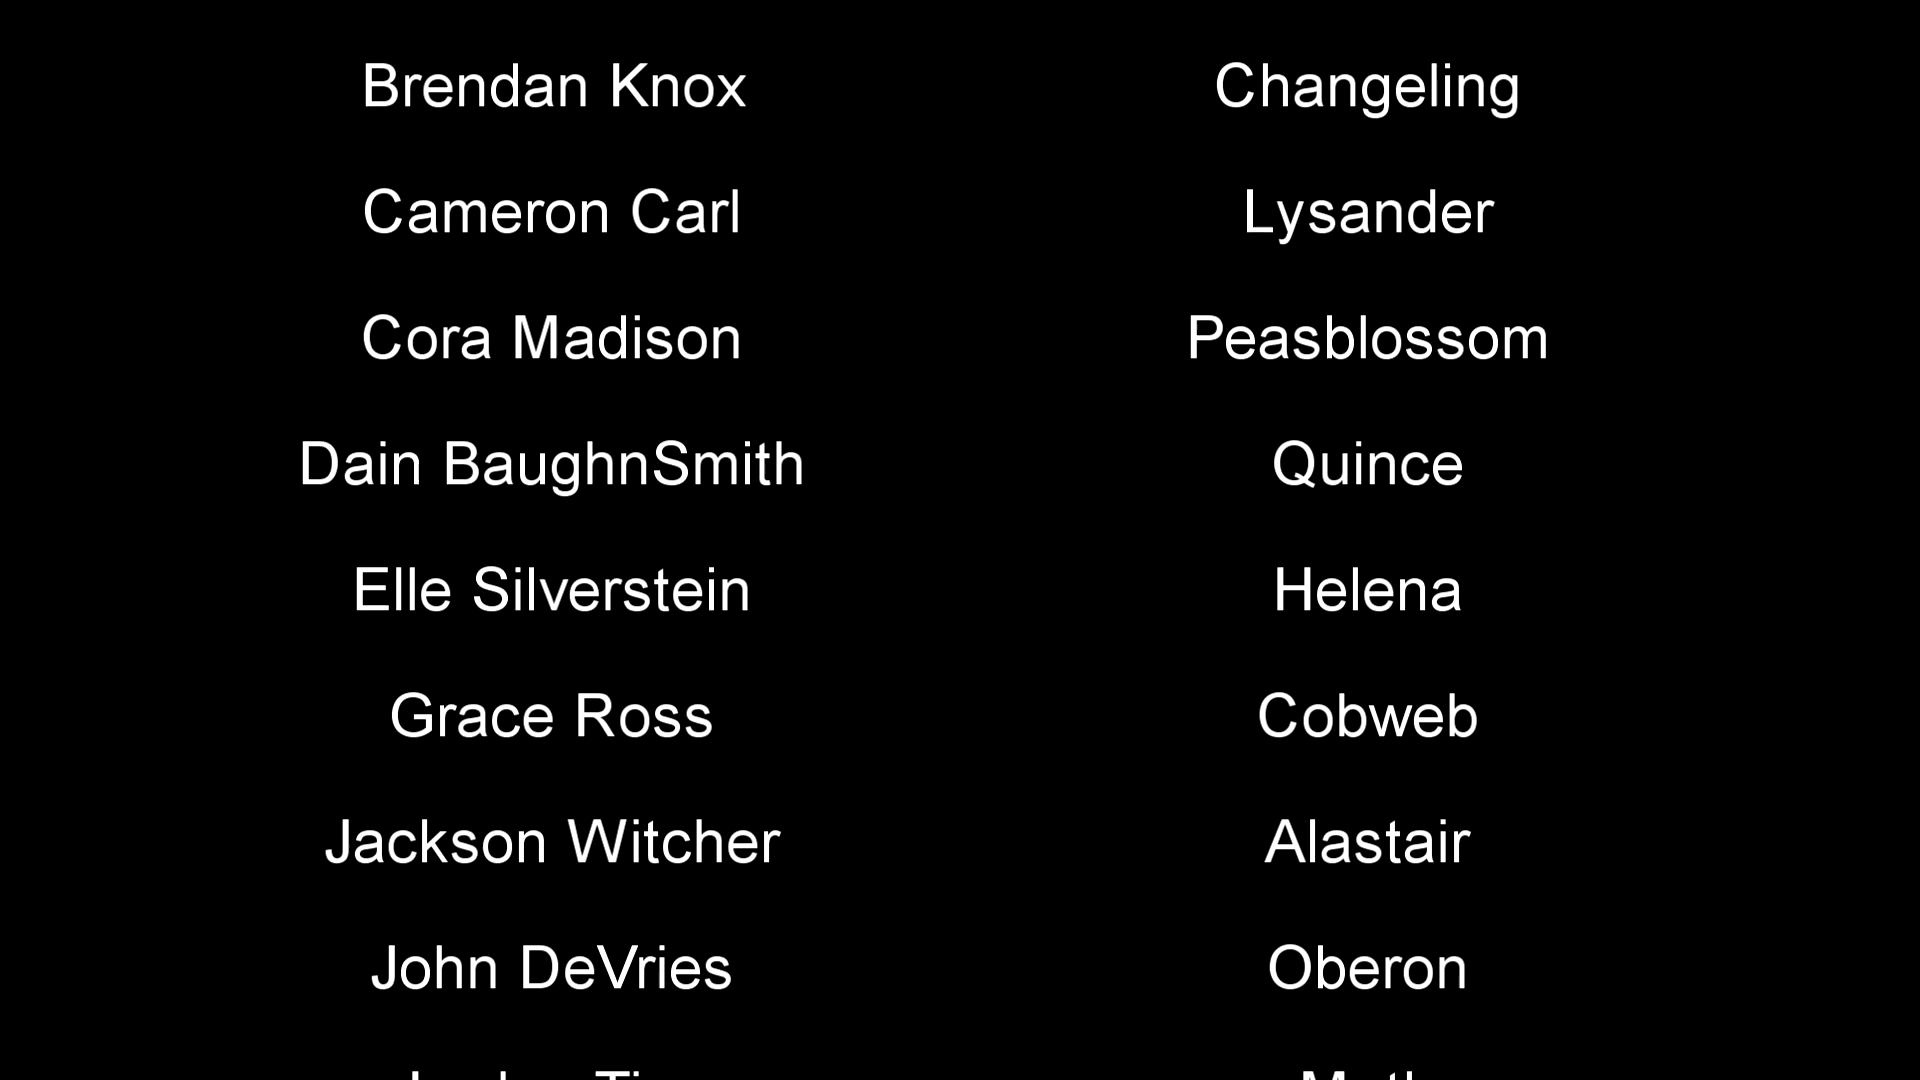 Brendan Knox Changeling
Cameron Carl Lysander
Cora Madison Peasblossom
Dain BaughnSmith Quince
Elle Silverstein Helena
Grace Ross Cobweb
Jackson Witcher Alastair
John DeVries Oberon